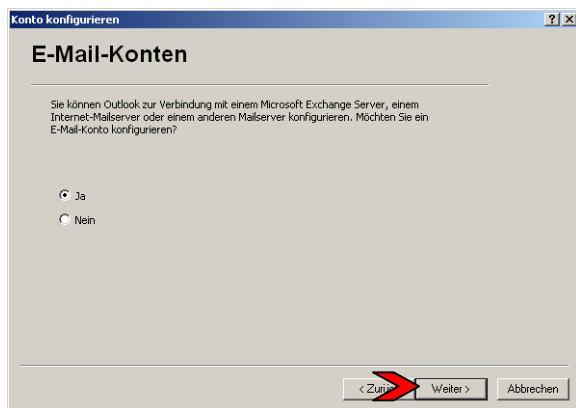 Konto konfigurieren
E-Mail-Konten
Sie können Outlook zur Verbindung mit einem Microsoft Exchange Server, einem
Internet-Mailserver oder einem anderen Mailserver konfigurieren. Möchten Sie ein
E-Mail-Konto konfigurieren?
Ja
Nein
< Weiter > Abbrechen